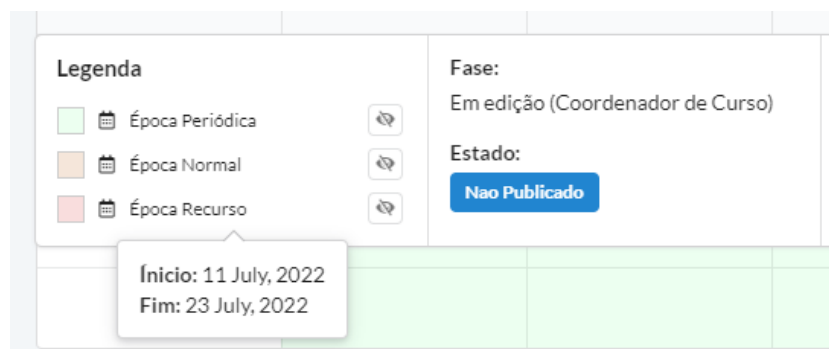 Legenda
Época Periódica
Época Normal
Época Recurso
Ínicio: 11 July, 2022
Fim: 23 July, 2022
Fase:
Em edição (Coordenador de Curso)
Estado:
Nao Publicado